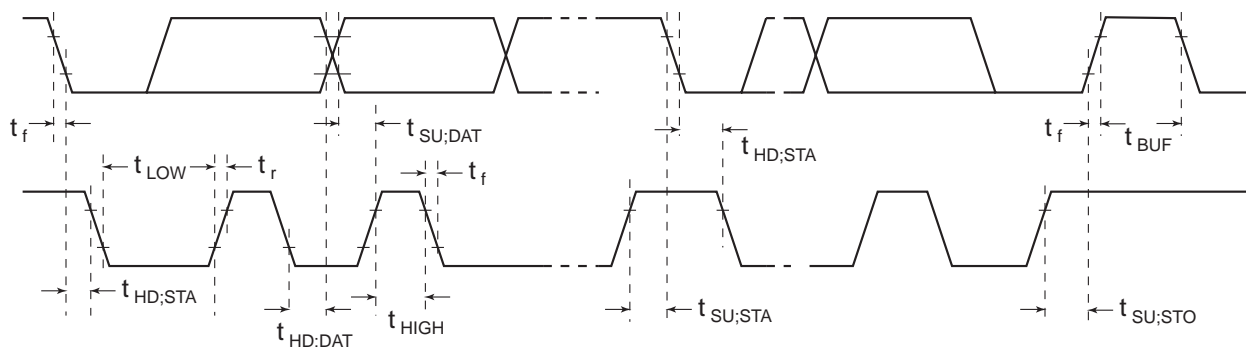 t f
t SU;DAT
t HD;STA
t f
t BUF
t LOW
t r
t f
t HD;STA
t HD;DAT
t HIGH
t SU;STA
t SU;STO